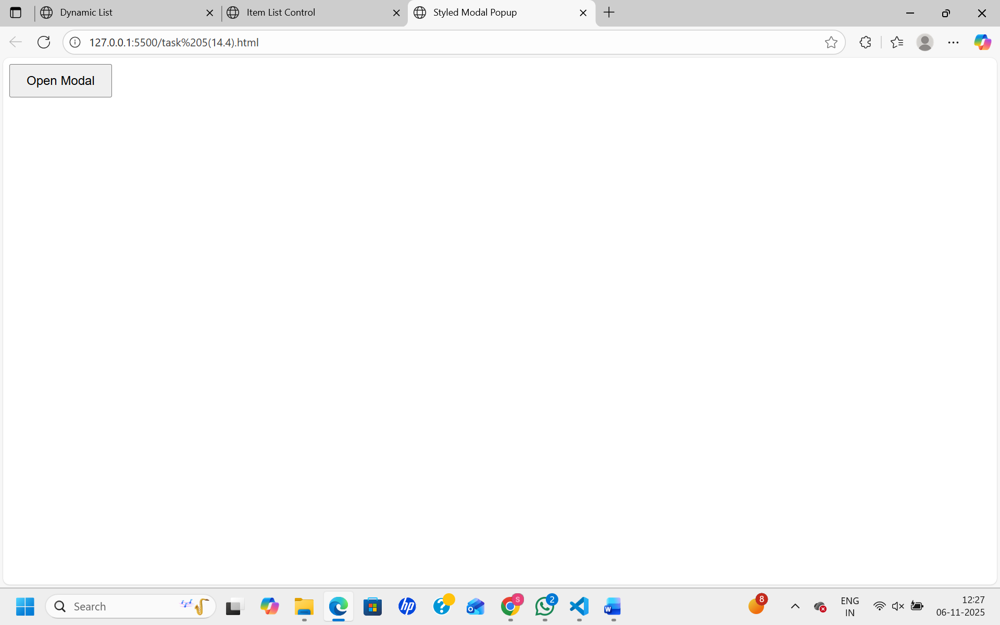 Dynamic List
Item List Control
Styled Modal Popup
127.0.0.1:5500/task%205(14.4).html
Open Modal
Search
hp
?
O
S
2
W
8
ENG
IN
12:27
06-11-2025